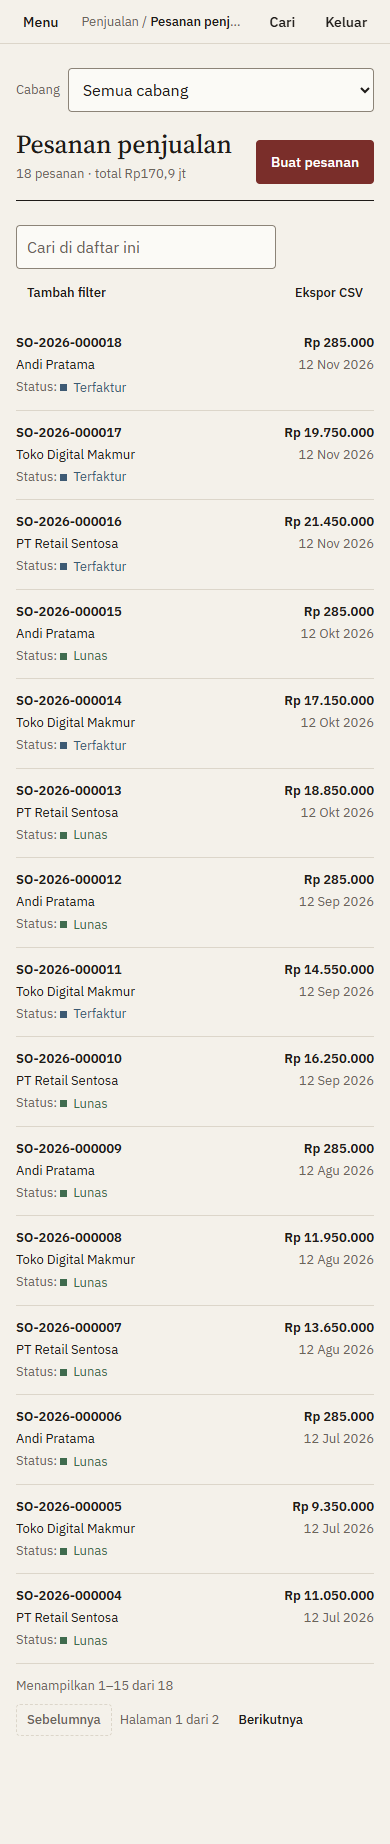 Menu Penjualan / Pesanan penj... Cari Keluar
Cabang Semua cabang
Pesanan penjualan
18 pesanan · total Rp170,9 jt
Buat pesanan
Cari di daftar ini
Tambah filter Ekspor CSV
SO-2026-000018 Rp 285.000
Andi Pratama 12 Nov 2026
Status: Terfaktur
SO-2026-000017 Rp 19.750.000
Toko Digital Makmur 12 Nov 2026
Status: Terfaktur
SO-2026-000016 Rp 21.450.000
PT Retail Sentosa 12 Nov 2026
Status: Terfaktur
SO-2026-000015 Rp 285.000
Andi Pratama 12 Okt 2026
Status: Lunas
SO-2026-000014 Rp 17.150.000
Toko Digital Makmur 12 Okt 2026
Status: Terfaktur
SO-2026-000013 Rp 18.850.000
PT Retail Sentosa 12 Okt 2026
Status: Lunas
SO-2026-000012 Rp 285.000
Andi Pratama 12 Sep 2026
Status: Lunas
SO-2026-000011 Rp 14.550.000
Toko Digital Makmur 12 Sep 2026
Status: Terfaktur
SO-2026-000010 Rp 16.250.000
PT Retail Sentosa 12 Sep 2026
Status: Lunas
SO-2026-000009 Rp 285.000
Andi Pratama 12 Agu 2026
Status: Lunas
SO-2026-000008 Rp 11.950.000
Toko Digital Makmur 12 Agu 2026
Status: Lunas
SO-2026-000007 Rp 13.650.000
PT Retail Sentosa 12 Agu 2026
Status: Lunas
SO-2026-000006 Rp 285.000
Andi Pratama 12 Jul 2026
Status: Lunas
SO-2026-000005 Rp 9.350.000
Toko Digital Makmur 12 Jul 2026
Status: Lunas
SO-2026-000004 Rp 11.050.000
PT Retail Sentosa 12 Jul 2026
Status: Lunas
Menampilkan 1–15 dari 18
Sebelumnya Halaman 1 dari 2 Berikutnya